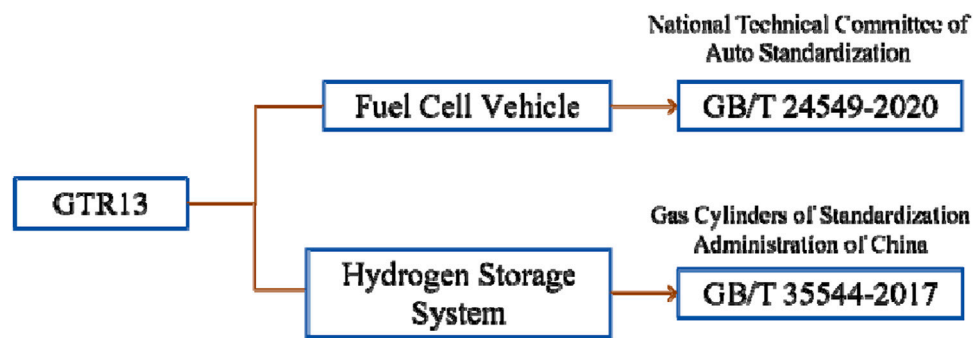 National Technical Committee of
Auto Standardization
Fuel Cell Vehicle
GB/T 24549-2020
GTR13
Gas Cylinders of Standardization
Administration of China
Hydrogen Storage
System
GB/T 35544-2017